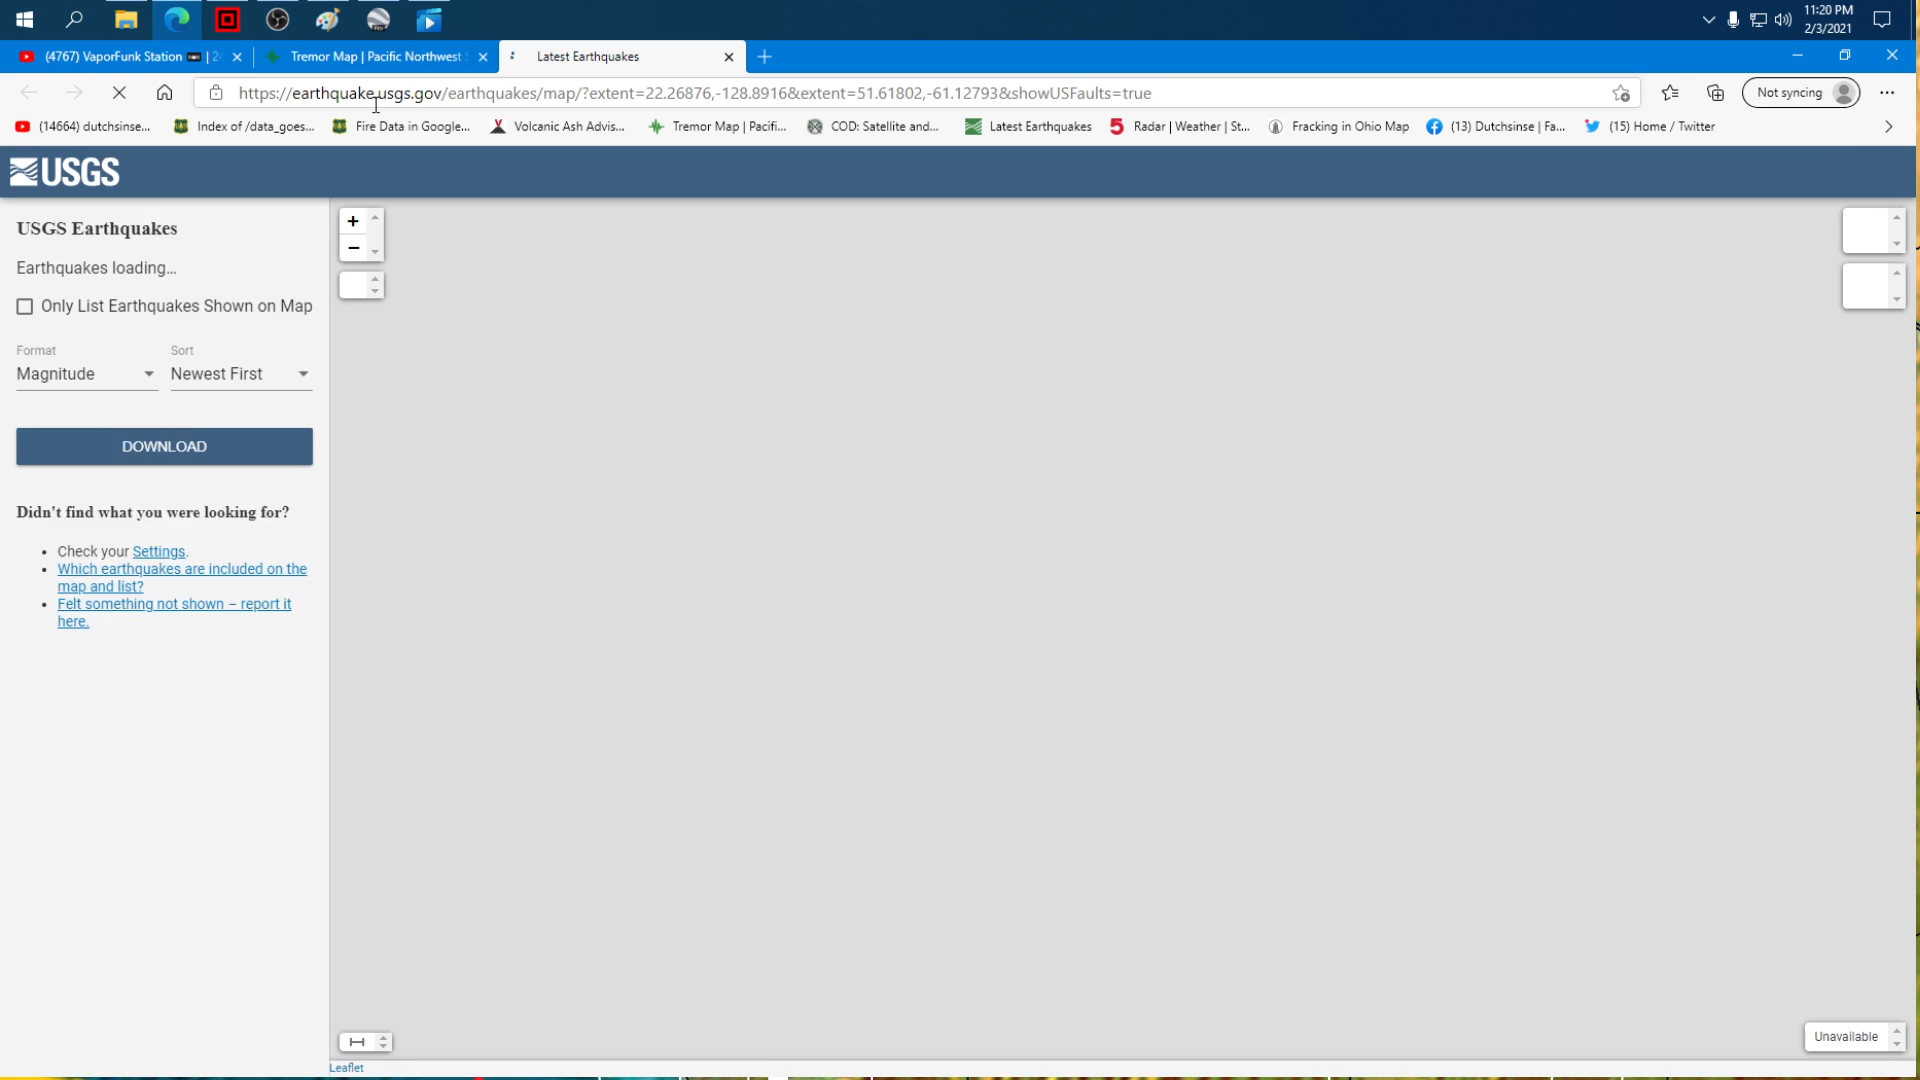 11:20 PM
2/3/2021
(4767) VaporFunk Station
Tremor Map | Pacific Northwest
Latest Earthquakes
https://earthquake.usgs.gov/earthquakes/map/?extent=22.26876,-128.8916&extent=51.61802,-61.12793&showUSFaults=true
Not syncing
(14664) dutchsinse...
Index of /data_goes...
Fire Data in Google...
Volcanic Ash Advis...
Tremor Map | Pacifi...
COD: Satellite and...
Latest Earthquakes
5 Radar | Weather | St...
Fracking in Ohio Map
(13) Dutchsinse | Fa...
(15) Home / Twitter
USGS
USGS Earthquakes
Earthquakes loading...
Only List Earthquakes Shown on Map
Format
Sort
Magnitude
Newest First
DOWNLOAD
Didn't find what you were looking for?
• Check your Settings.
• Which earthquakes are included on the
map and list?
• Felt something not shown – report it
here.
+
−
Unavailable
Leaflet